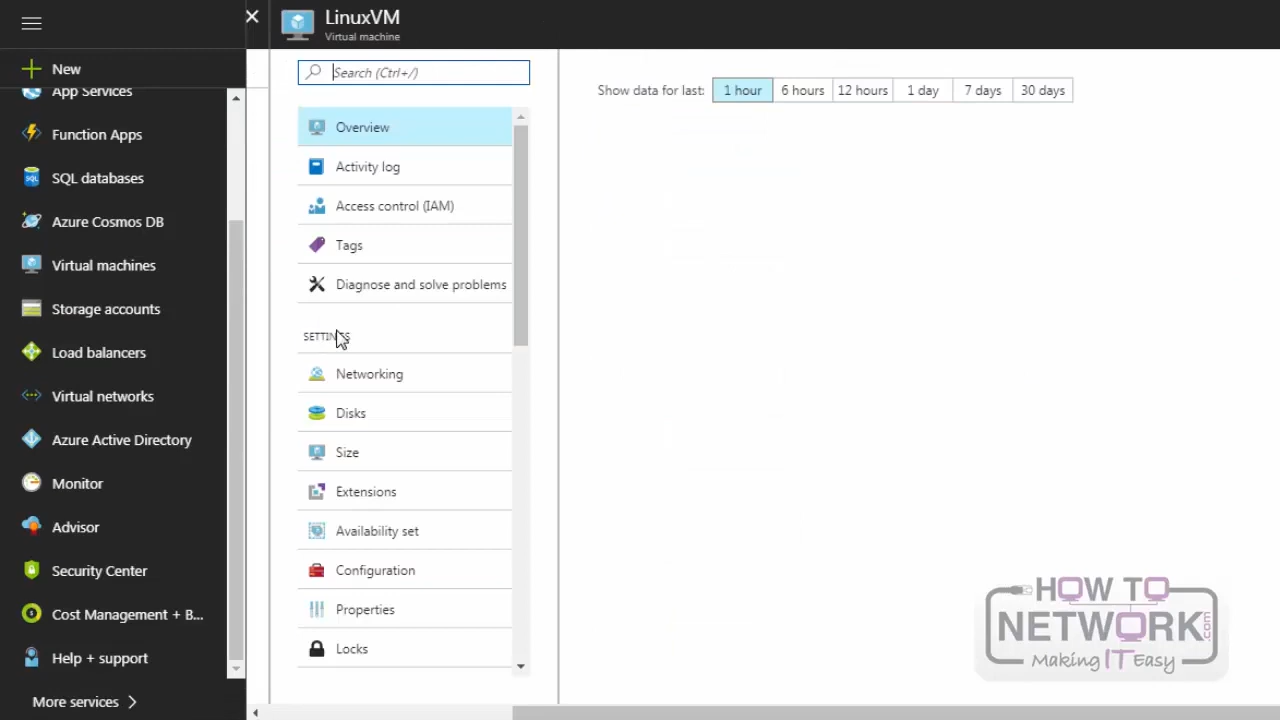 LinuxVM
Virtual machine
New
App Services
Function Apps
SQL databases
Azure Cosmos DB
Virtual machines
Storage accounts
Load balancers
Virtual networks
Azure Active Directory
Monitor
Advisor
Security Center
Cost Management + B...
Help + support
More services
Search (Ctrl+/)
Overview
Activity log
Access control (IAM)
Tags
Diagnose and solve problems
SETTINGS
Networking
Disks
Size
Extensions
Availability set
Configuration
Properties
Locks
Show data for last: 1 hour 6 hours 12 hours 1 day 7 days 30 days
HOW TO
NETWORK.com
Making IT Easy